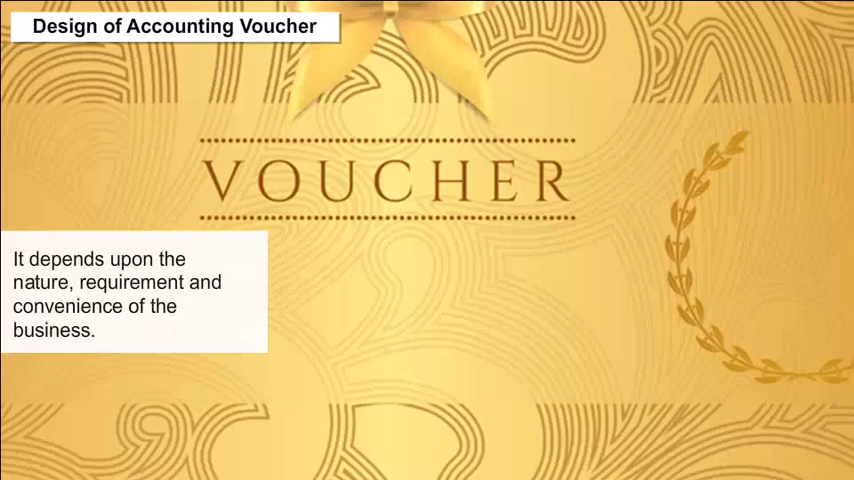 Design of Accounting Voucher
VOUCHER
It depends upon the
nature, requirement and
convenience of the
business.